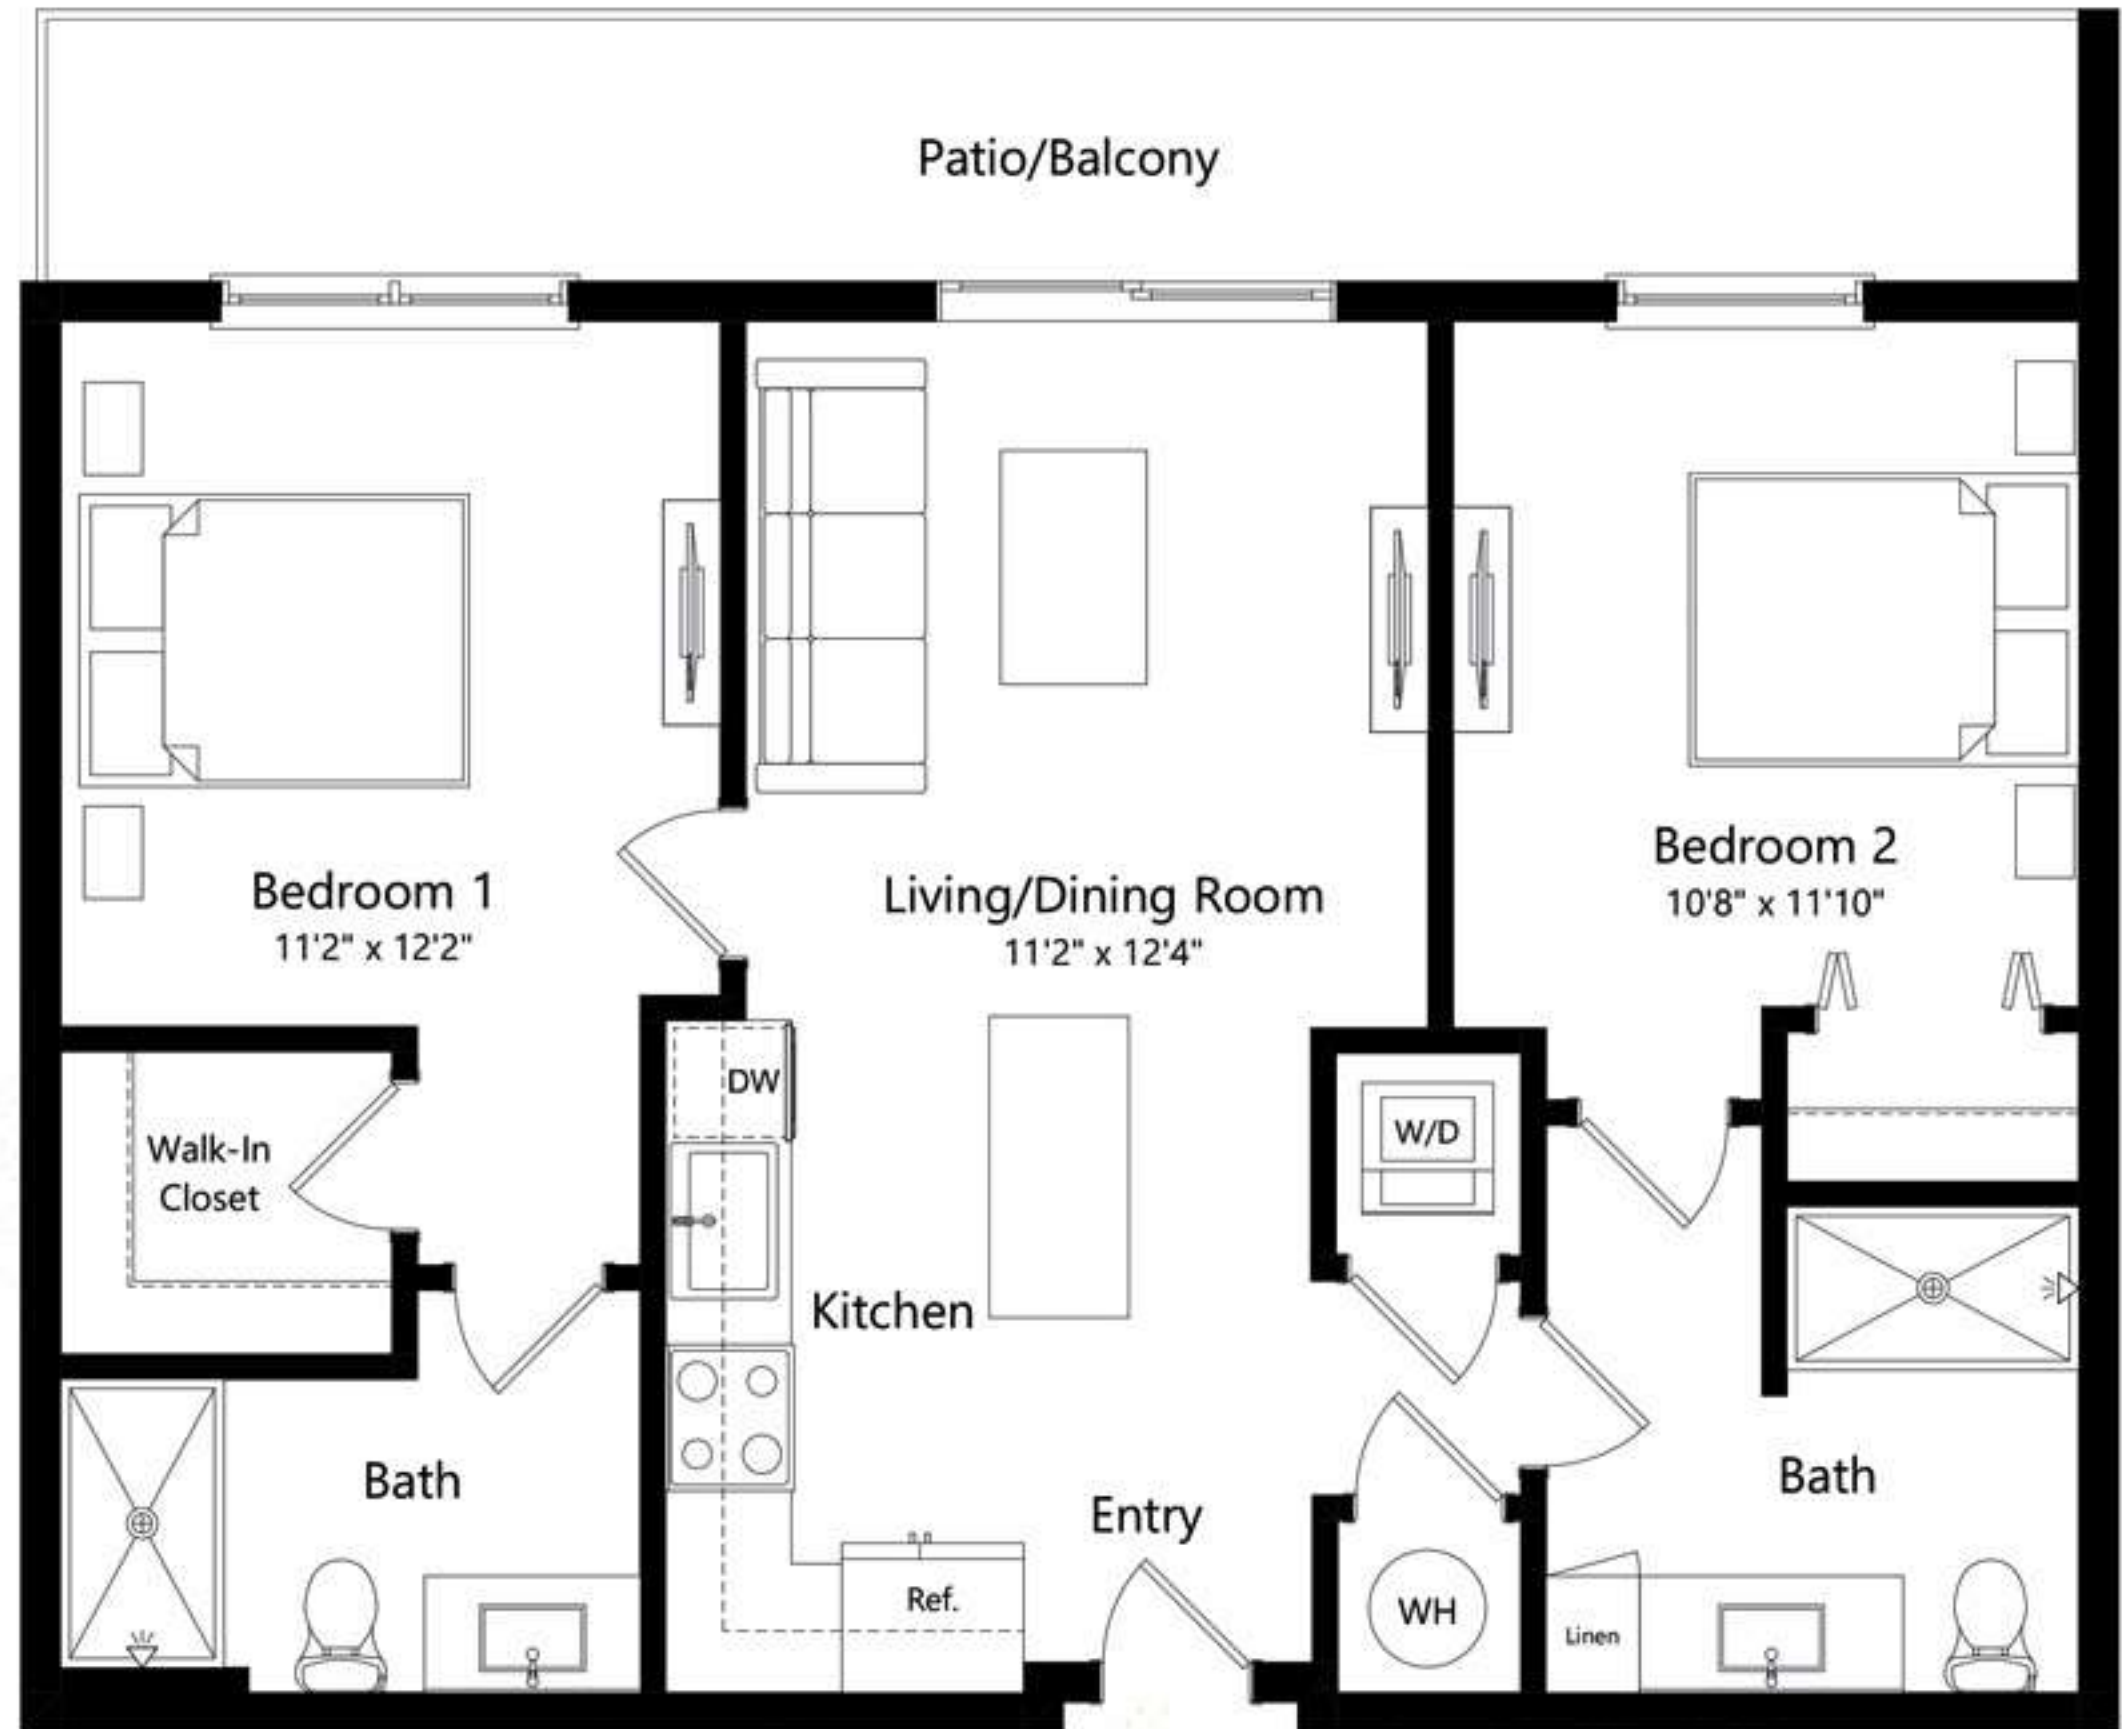 Patio/Balcony
Bedroom 1
11'2" x 12'2"
Living/Dining Room
11'2" x 12'4"
Bedroom 2
10'8" x 11'10"
Walk-In
Closet
DW
W/D
Kitchen
Bath
Entry
Bath
Ref.
WH
Linen